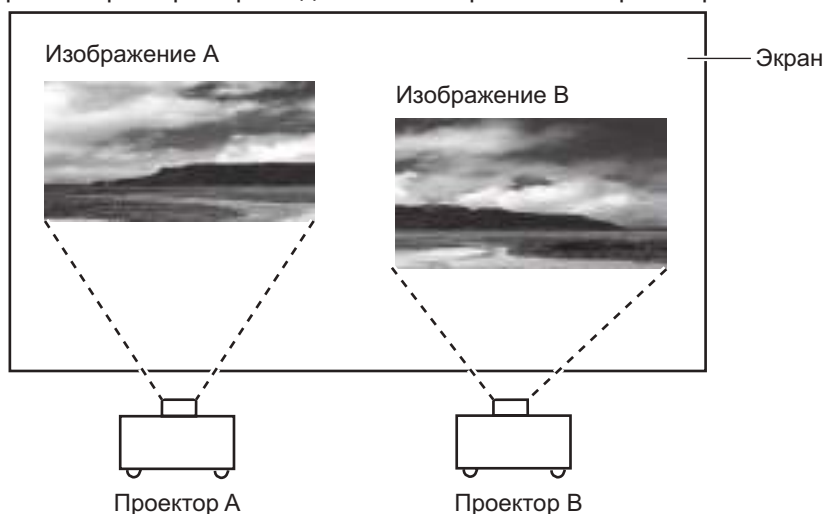 Изображение A
Экран
Изображение B
Проектор A
Проектор B